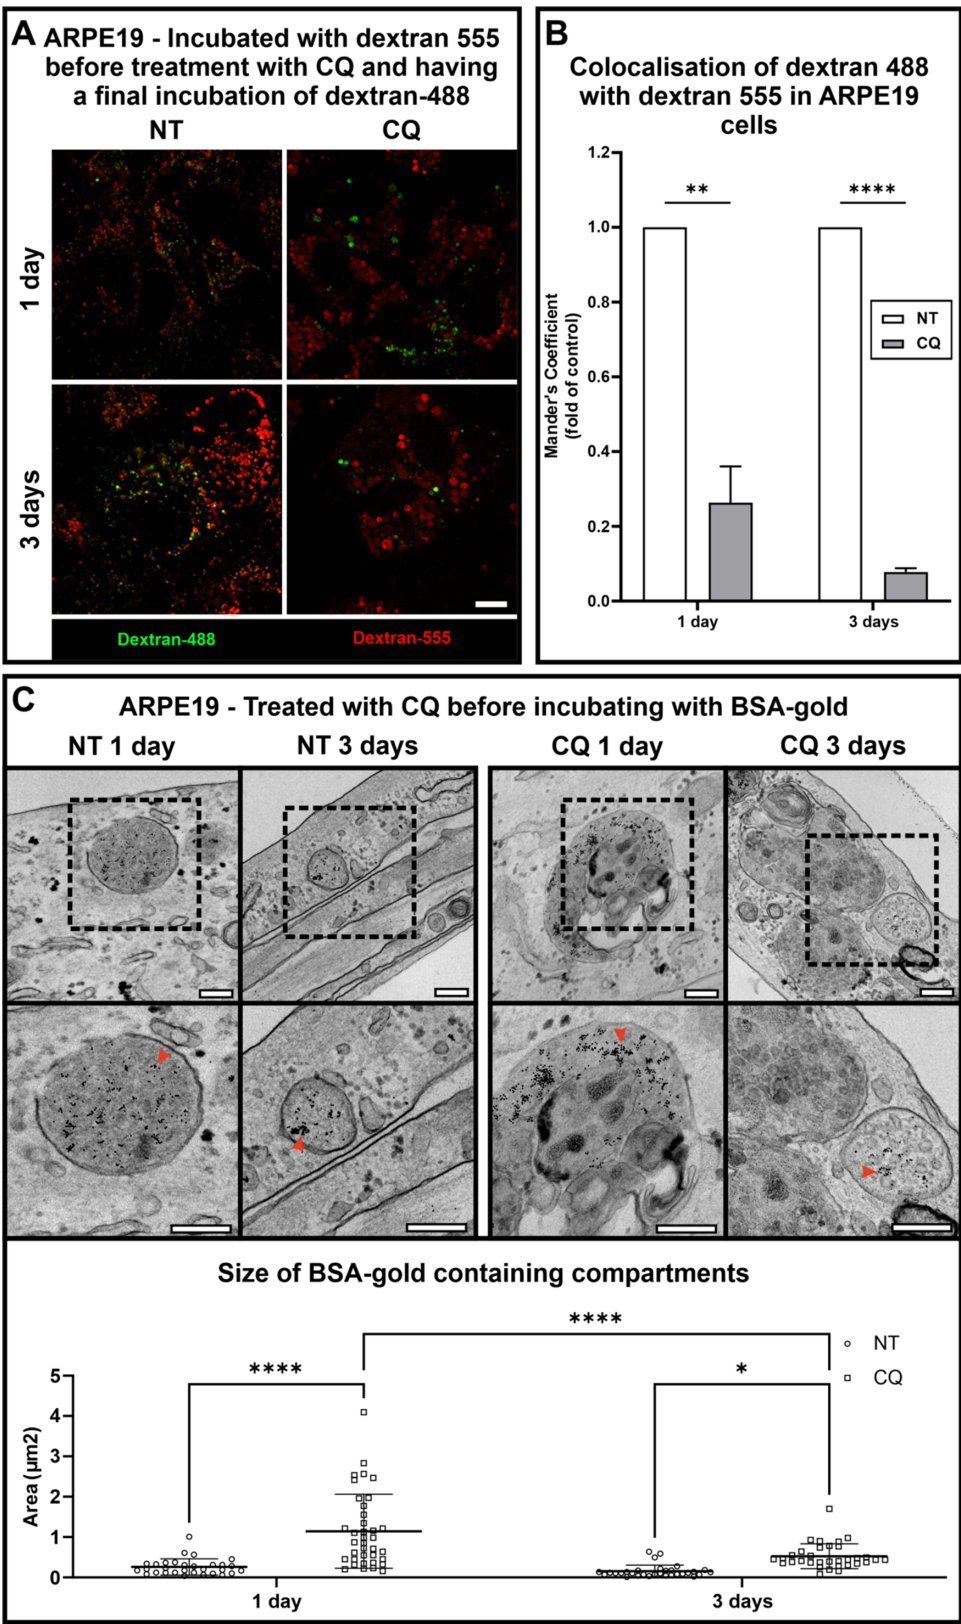 A
ARPE19 - Incubated with dextran 555
before treatment with CQ and having
a final incubation of dextran-488
NT
CQ
1 day
3 days
Dextran-488
Dextran-555
B
Colocalisation of dextran 488
with dextran 555 in ARPE19
cells
Mander's Coefficient
(fold of control)
1.2
1.0
0.8
0.6
0.4
0.2
0.0
**
****
NT
CQ
1 day
3 days
C
ARPE19 - Treated with CQ before incubating with BSA-gold
NT 1 day
NT 3 days
CQ 1 day
CQ 3 days
Size of BSA-gold containing compartments
****
NT
CQ
****
*
Area (µm2)
5
4
3
2
1
0
1 day
3 days